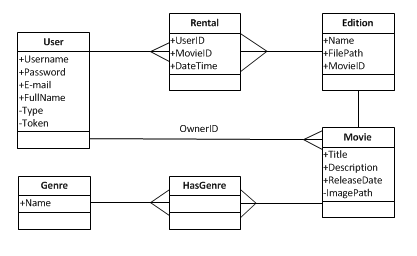 User
+Username
+Password
+E-mail
+FullName
-Type
-Token
Rental
+UserID
+MovieID
+DateTime
Edition
+Name
+FilePath
+MovieID
OwnerID
Movie
+Title
+Description
+ReleaseDate
-ImagePath
Genre
+Name
HasGenre